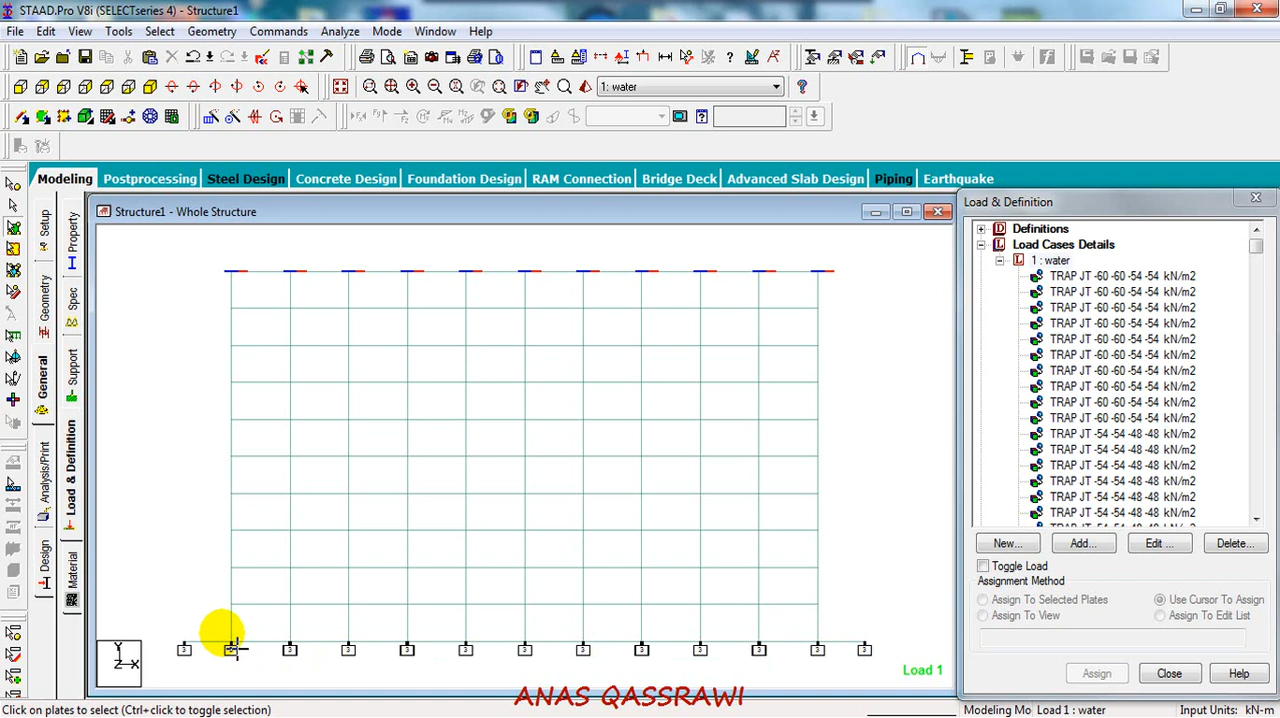 STAAD.Pro V8i (SELECTseries 4) - Structure1
File Edit View Tools Select Geometry Commands Analyze Mode Window Help
1: water
Modeling Postprocessing Steel Design Concrete Design Foundation Design RAM Connection Bridge Deck Advanced Slab Design Piping Earthquake
Structure1 - Whole Structure
Setup
Geometry
General
Analysis/Print
Design
Property
Spec
Support
Load & Definition
Material
3 3 3 3 3 3 3 3 3 3 3
Y
Z X
Load 1
Load & Definition
Definitions
Load Cases Details
1 : water
TRAP JT -60 -60 -54 -54 kN/m2
TRAP JT -60 -60 -54 -54 kN/m2
TRAP JT -60 -60 -54 -54 kN/m2
TRAP JT -60 -60 -54 -54 kN/m2
TRAP JT -60 -60 -54 -54 kN/m2
TRAP JT -60 -60 -54 -54 kN/m2
TRAP JT -60 -60 -54 -54 kN/m2
TRAP JT -60 -60 -54 -54 kN/m2
TRAP JT -60 -60 -54 -54 kN/m2
TRAP JT -60 -60 -54 -54 kN/m2
TRAP JT -54 -54 -48 -48 kN/m2
TRAP JT -54 -54 -48 -48 kN/m2
TRAP JT -54 -54 -48 -48 kN/m2
TRAP JT -54 -54 -48 -48 kN/m2
TRAP JT -54 -54 -48 -48 kN/m2
TRAP JT -54 -54 -48 -48 kN/m2
New... Add... Edit ... Delete...
Toggle Load
Assignment Method
Assign To Selected Plates Use Cursor To Assign
Assign To View Assign To Edit List
Assign Close Help
ANAS QASSRAWI
Click on plates to select (Ctrl+click to toggle selection) Modeling Mo Load 1 : water Input Units: kN-m